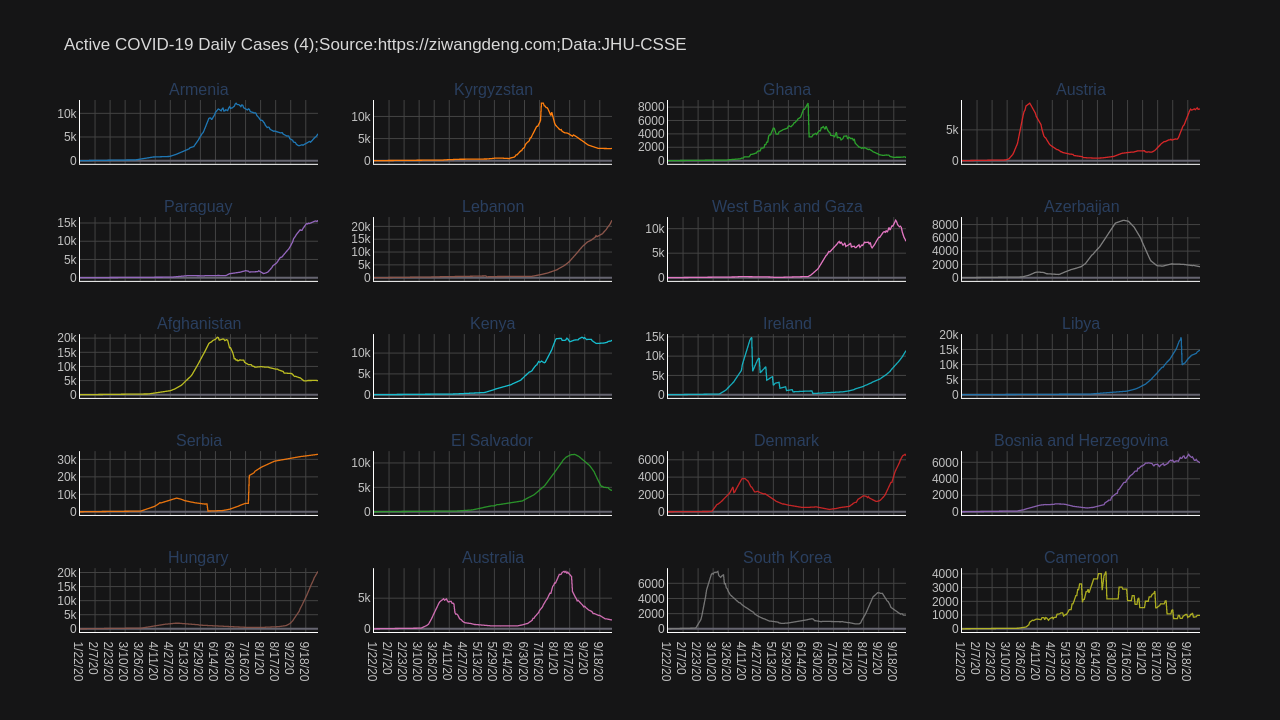 Active COVID-19 Daily Cases (4);Source:https://ziwangdeng.com;Data:JHU-CSSE
Armenia
Kyrgyzstan
Ghana
Austria
10k
5k
0
10k
5k
0
8000
6000
4000
2000
0
5k
0
Paraguay
Lebanon
West Bank and Gaza
Azerbaijan
15k
10k
5k
0
20k
15k
10k
5k
0
10k
5k
0
8000
6000
4000
2000
0
Afghanistan
Kenya
Ireland
Libya
20k
15k
10k
5k
0
10k
5k
0
15k
10k
5k
0
20k
15k
10k
5k
0
Serbia
El Salvador
Denmark
Bosnia and Herzegovina
30k
20k
10k
0
10k
5k
0
6000
4000
2000
0
6000
4000
2000
0
Hungary
Australia
South Korea
Cameroon
20k
15k
10k
5k
0
5k
0
6000
4000
2000
0
4000
3000
2000
1000
0
1/22/20
2/7/20
2/23/20
3/10/20
3/26/20
4/11/20
4/27/20
5/13/20
5/29/20
6/14/20
6/30/20
7/16/20
8/1/20
8/17/20
9/2/20
9/18/20
1/22/20
2/7/20
2/23/20
3/10/20
3/26/20
4/11/20
4/27/20
5/13/20
5/29/20
6/14/20
6/30/20
7/16/20
8/1/20
8/17/20
9/2/20
9/18/20
1/22/20
2/7/20
2/23/20
3/10/20
3/26/20
4/11/20
4/27/20
5/13/20
5/29/20
6/14/20
6/30/20
7/16/20
8/1/20
8/17/20
9/2/20
9/18/20
1/22/20
2/7/20
2/23/20
3/10/20
3/26/20
4/11/20
4/27/20
5/13/20
5/29/20
6/14/20
6/30/20
7/16/20
8/1/20
8/17/20
9/2/20
9/18/20